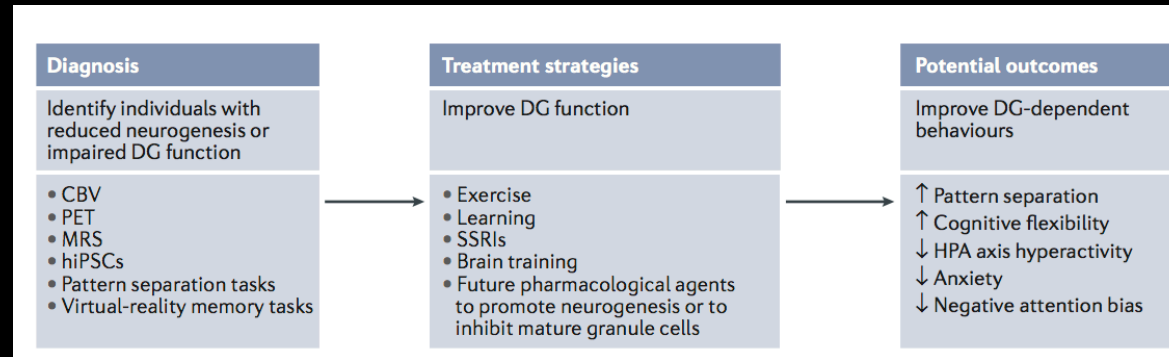 Diagnosis
Identify individuals with
reduced neurogenesis or
impaired DG function
• CBV
• PET
• MRS
• hiPSCs
• Pattern separation tasks
• Virtual-reality memory tasks
Treatment strategies
Improve DG function
• Exercise
• Learning
• SSRIs
• Brain training
• Future pharmacological agents
to promote neurogenesis or to
inhibit mature granule cells
Potential outcomes
Improve DG-dependent
behaviours
↑ Pattern separation
↑ Cognitive flexibility
↓ HPA axis hyperactivity
↓ Anxiety
↓ Negative attention bias